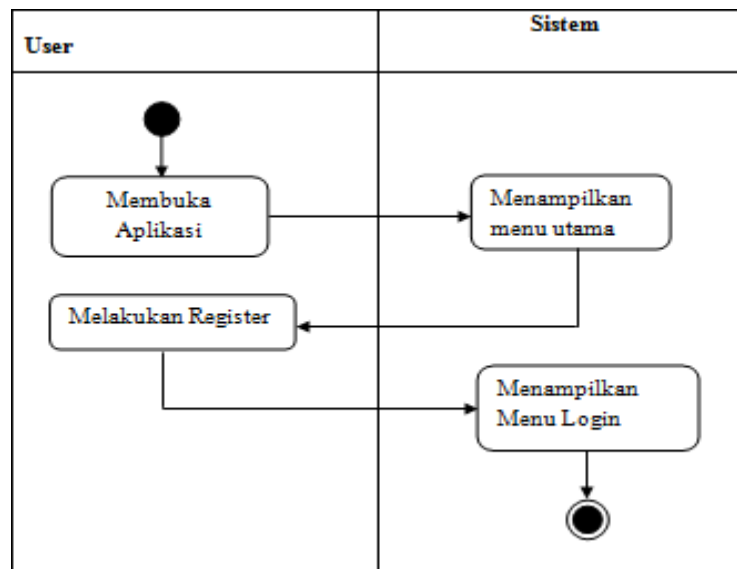 User
Sistem
Membuka
Aplikasi
Menampilkan
menu utama
Melakukan Register
Menampilkan
Menu Login